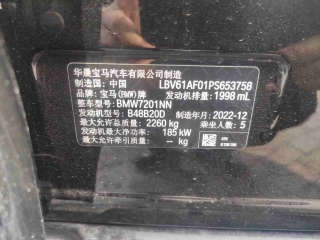 华晨宝马汽车有限公司制造
制造国:中国 LBV61AF01PS653758
品牌:宝马(BMW)牌 发动机排量:1998 mL
整车型号:BMW7201NN
发动机型号:B48B20D 制造年月:2022-12
最大允许总质量:2260 kg 乘坐人数:5
发动机最大净功率:185 kW
最大允许牵引质量:-- kg